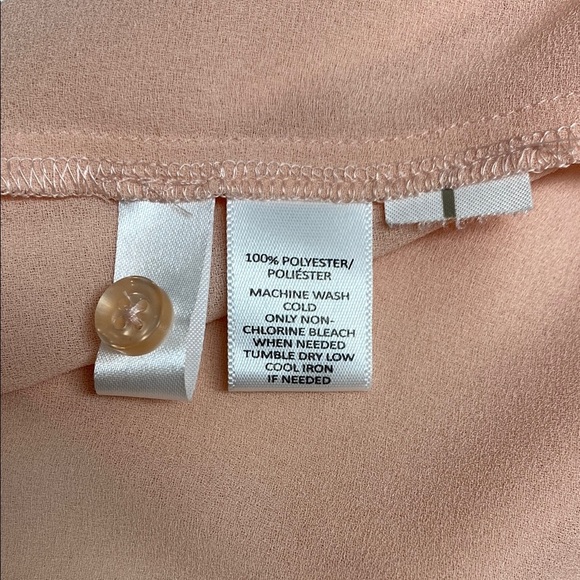 100% POLYESTER/
POLIÉSTER
MACHINE WASH
COLD
ONLY NON-
CHLORINE BLEACH
WHEN NEEDED
TUMBLE DRY LOW
COOL IRON
IF NEEDED